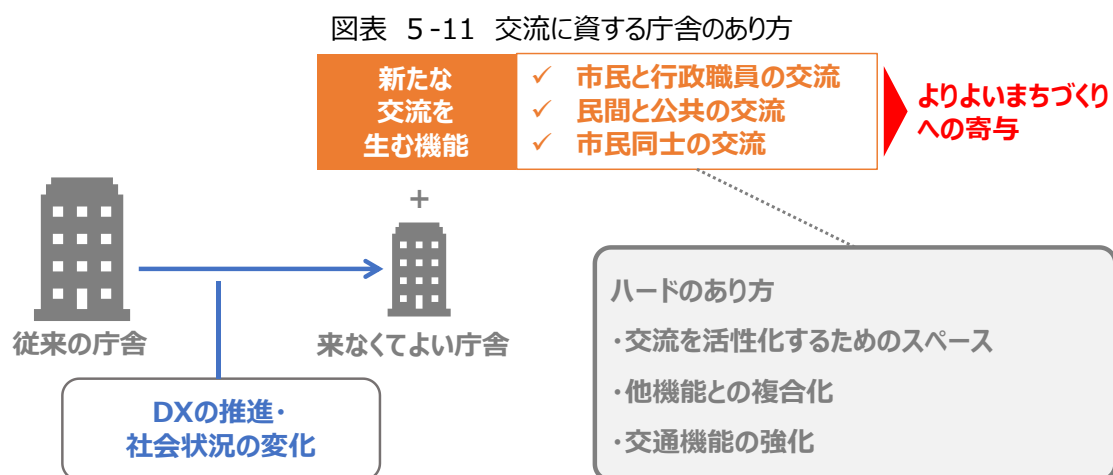 図表 5-11 交流に資する庁舎のあり方
新たな
交流を
生む機能
✓ 市民と行政職員の交流
✓ 民間と公共の交流
✓ 市民同士の交流
よりよいまちづくり
への寄与
+
従来の庁舎
来なくてよい庁舎
DXの推進・
社会状況の変化
ハードのあり方
・交流を活性化するためのスペース
・他機能との複合化
・交通機能の強化